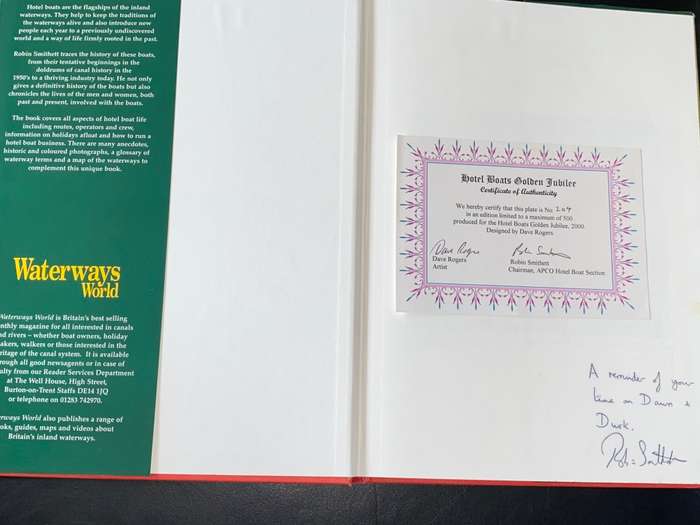 Hotel boats are the flagships of the inland
waterways. They help to keep the traditions of
the waterways alive and also introduce new
people each year to a previously undiscovered
world and a way of life firmly rooted in the past.
Robin Smithett traces the history of these boats,
from their tentative beginnings in the
doldrums of canal history in the
1950's to a thriving industry today. He not only
gives a definitive history of the boats but also
chronicles the lives of the men and women, both
past and present, involved with the boats.
The book covers all aspects of hotel boat life
including routes, operators and crew,
information on holidays afloat and how to run a
hotel boat business. There are many anecdotes,
historic and coloured photographs, a glossary of
waterway terms and a map of the waterways to
complement this unique book.
Waterways
World
Waterways World is Britain's best selling
nthly magazine for all interested in canals
nd rivers – whether boat owners, holiday
akers, walkers or those interested in the
ritage of the canal system. It is available
rough all good newsagents or in case of
ulty from our Reader Services Department
at The Well House, High Street,
Burton-on-Trent Staffs DE14 1JQ
or telephone on 01283 742970.
erways World also publishes a range of
oks, guides, maps and videos about
Britain's inland waterways.
Hotel Boats Golden Jubilee
Certificate of Authenticity
We hereby certify that this plate is No 209
in an edition limited to a maximum of 500
produced for the Hotel Boats Golden Jubilee, 2000.
Designed by Dave Rogers
Dave Rogers Robin Smithett
Dave Rogers Robin Smithett
Artist Chairman, APCO Hotel Boat Section
A reminder of your
time on Dawn &
Dusk.
Robin Smithett